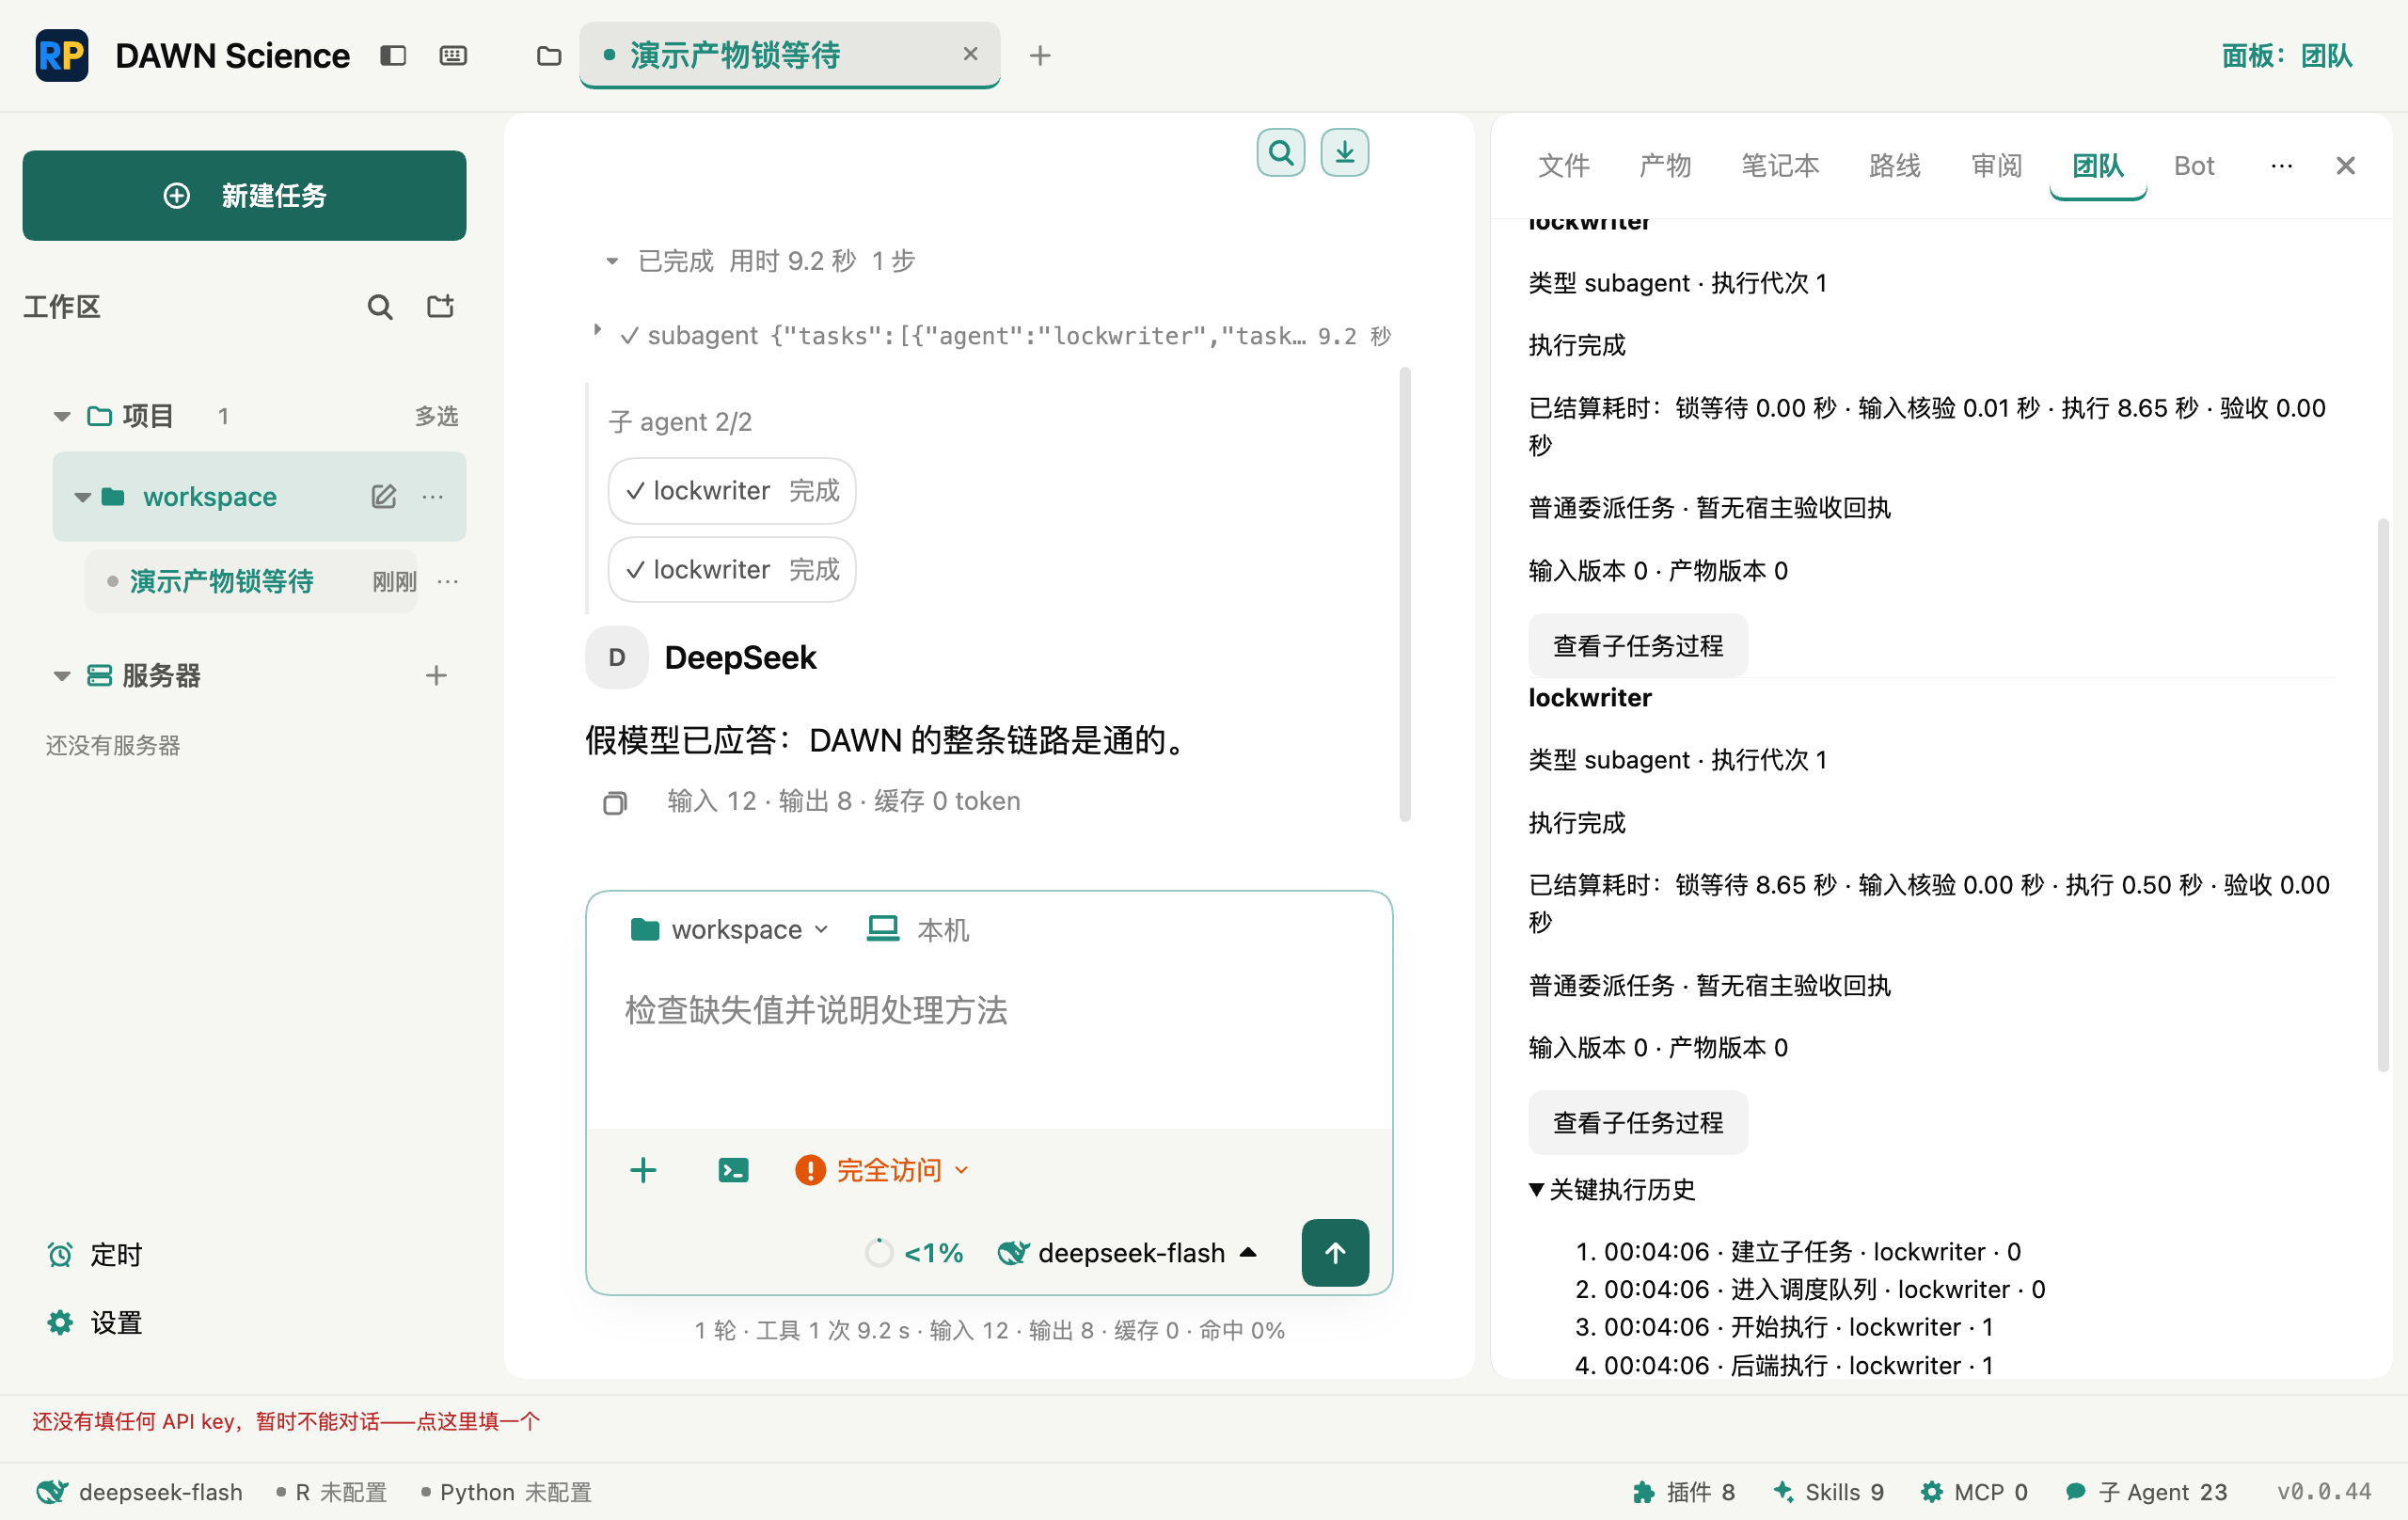 RP DAWN Science
演示产物锁等待
面板：团队
新建任务
工作区
项目 1 多选
workspace
演示产物锁等待 刚刚
服务器
还没有服务器
定时
设置
已完成 用时 9.2 秒 1 步
subagent {"tasks":[{"agent":"lockwriter","task… 9.2 秒
子 agent 2/2
lockwriter 完成
lockwriter 完成
D DeepSeek
假模型已应答：DAWN 的整条链路是通的。
输入 12 · 输出 8 · 缓存 0 token
workspace 本机
检查缺失值并说明处理方法
完全访问
<1% deepseek-flash
1 轮 · 工具 1 次 9.2 s · 输入 12 · 输出 8 · 缓存 0 · 命中 0%
文件 产物 笔记本 路线 审阅 团队 Bot
lockwriter
类型 subagent · 执行代次 1
执行完成
已结算耗时：锁等待 0.00 秒 · 输入核验 0.01 秒 · 执行 8.65 秒 · 验收 0.00
秒
普通委派任务 · 暂无宿主验收回执
输入版本 0 · 产物版本 0
查看子任务过程
lockwriter
类型 subagent · 执行代次 1
执行完成
已结算耗时：锁等待 8.65 秒 · 输入核验 0.00 秒 · 执行 0.50 秒 · 验收 0.00
秒
普通委派任务 · 暂无宿主验收回执
输入版本 0 · 产物版本 0
查看子任务过程
关键执行历史
1. 00:04:06 · 建立子任务 · lockwriter · 0
2. 00:04:06 · 进入调度队列 · lockwriter · 0
3. 00:04:06 · 开始执行 · lockwriter · 1
4. 00:04:06 · 后端执行 · lockwriter · 1
还没有填任何 API key，暂时不能对话——点这里填一个
deepseek-flash R 未配置 Python 未配置
插件 8 Skills 9 MCP 0 子 Agent 23 v0.0.44